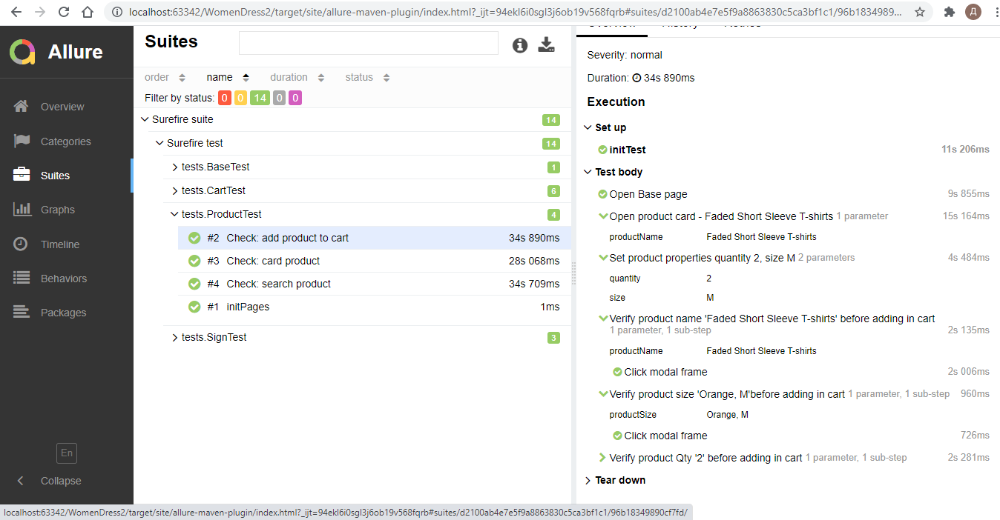 localhost:63342/WomenDress2/target/site/allure-maven-plugin/index.html?_ijt=94ekl6i0sgl3j6ob19v568fqrb#suites/d2100ab4e7e5f9a8863830c5ca3bf1c1/96b1834989...
Д
Allure
Overview
Categories
Suites
Graphs
Timeline
Behaviors
Packages
En
Collapse
Suites
order name duration status
Filter by status: 0 0 14 0 0
Surefire suite 14
Surefire test 14
tests.BaseTest 1
tests.CartTest 6
tests.ProductTest 4
#2 Check: add product to cart 34s 890ms
#3 Check: card product 28s 068ms
#4 Check: search product 34s 709ms
#1 initPages 1ms
tests.SignTest 3
Severity: normal
Duration: 34s 890ms
Execution
Set up
initTest 11s 206ms
Test body
Open Base page 9s 855ms
Open product card - Faded Short Sleeve T-shirts 1 parameter 15s 164ms
productName Faded Short Sleeve T-shirts
Set product properties quantity 2, size M 2 parameters 4s 484ms
quantity 2
size M
Verify product name 'Faded Short Sleeve T-shirts' before adding in cart
1 parameter, 1 sub-step 2s 135ms
productName Faded Short Sleeve T-shirts
Click modal frame 2s 006ms
Verify product size 'Orange, M'before adding in cart 1 parameter, 1 sub-step 960ms
productSize Orange, M
Click modal frame 726ms
Verify product Qty '2' before adding in cart 1 parameter, 1 sub-step 2s 281ms
Tear down
localhost:63342/WomenDress2/target/site/allure-maven-plugin/index.html?_ijt=94ekl6i0sgl3j6ob19v568fqrb#suites/d2100ab4e7e5f9a8863830c5ca3bf1c1/96b18349890cf7fd/